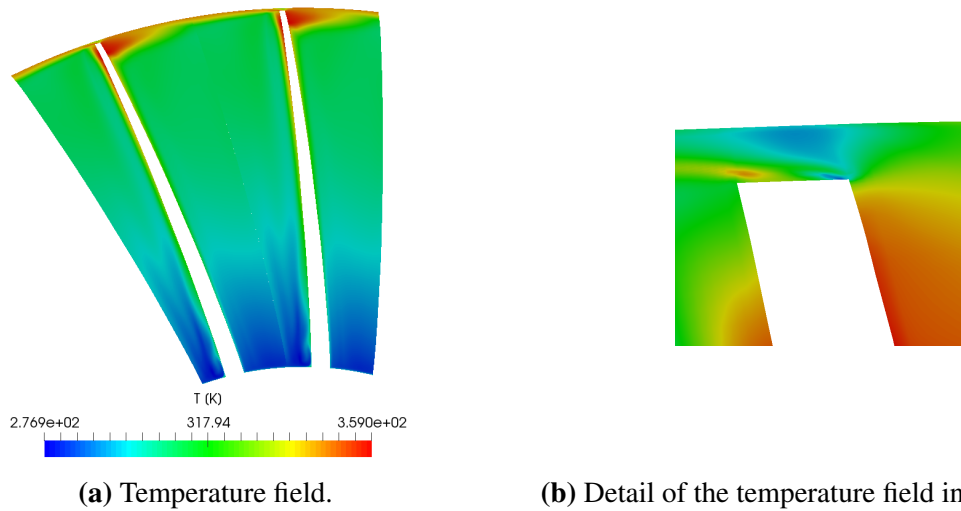 T (K)
2.769e+02 317.94 3.590e+02
(a) Temperature field.
(b) Detail of the temperature field in